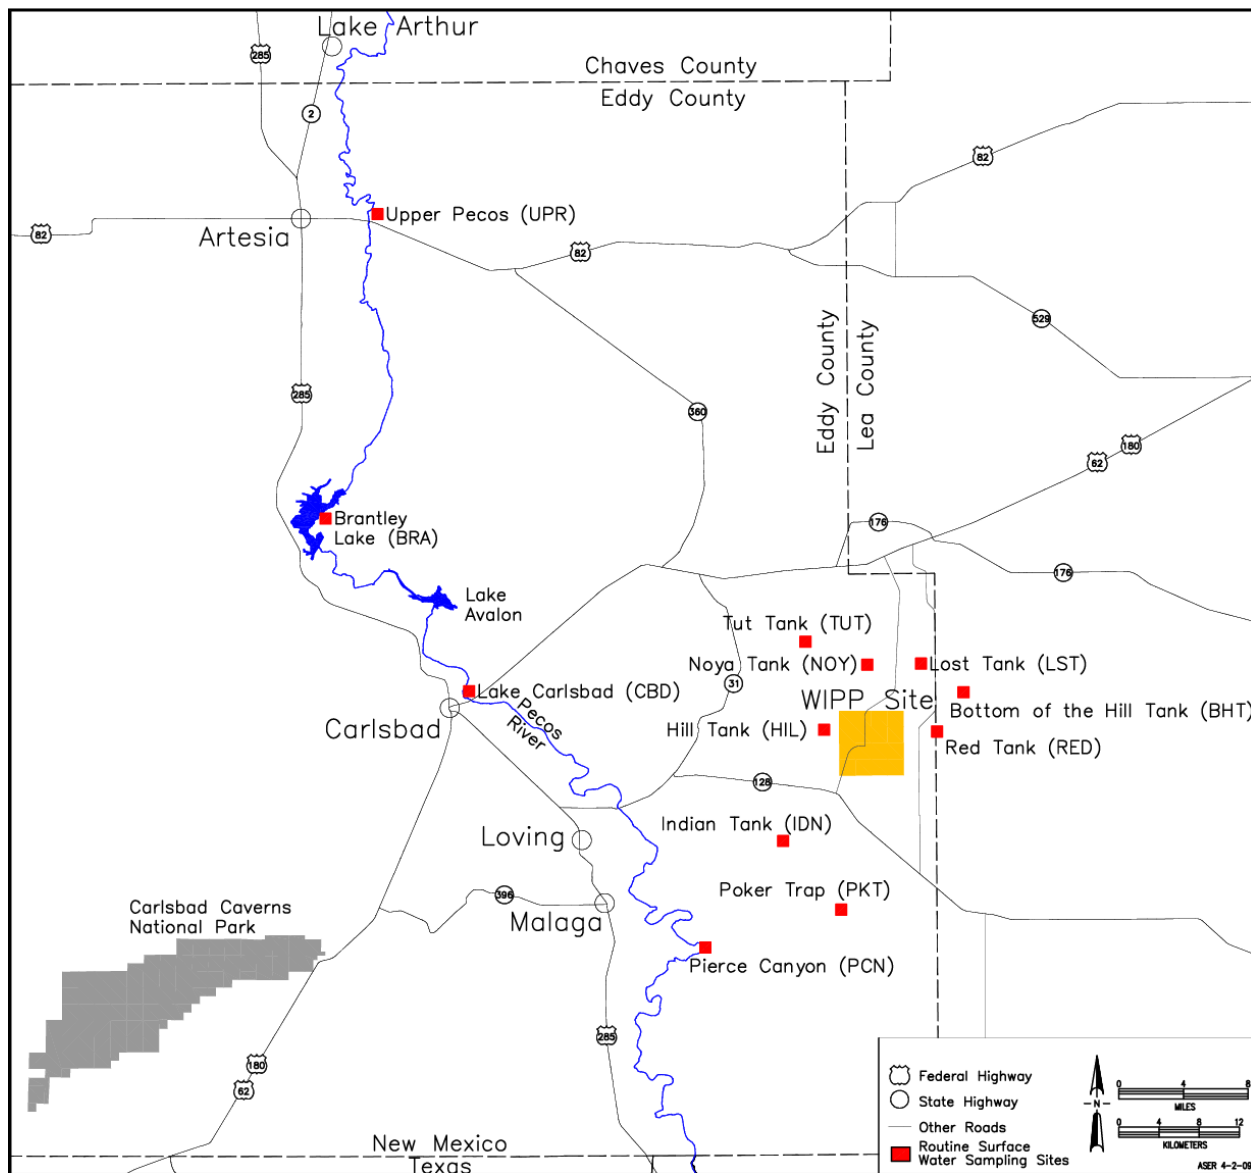 Lake Arthur
285
Chaves County
Eddy County
2
82
Upper Pecos (UPR)
Artesia
82
82
529
Eddy County
Lea County
285
360
180
62
Brantley
Lake (BRA)
176
176
Lake
Avalon
Tut Tank (TUT)
Noya Tank (NOY)
Lost Tank (LST)
31
Lake Carlsbad (CBD)
WIPP Site
Bottom of the Hill Tank (BHT)
Carlsbad
Pecos
River
Hill Tank (HIL)
Red Tank (RED)
128
Loving
Indian Tank (IDN)
396
Poker Trap (PKT)
Carlsbad Caverns
National Park
Malaga
Pierce Canyon (PCN)
285
180
62
Federal Highway
State Highway
Other Roads
Routine Surface
Water Sampling Sites
N
0 4 8
MILES
0 4 8 12
KILOMETERS
ASER 4-2-09
New Mexico
Texas